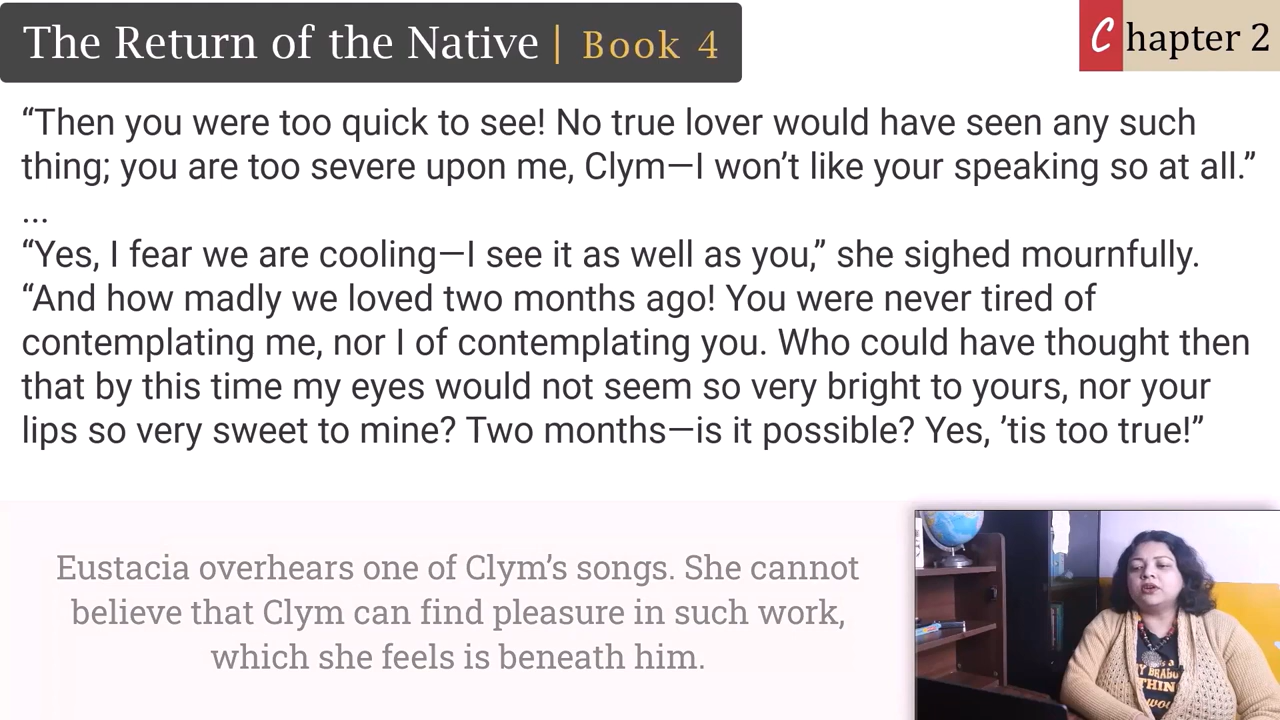 The Return of the Native | Book 4
Chapter 2
“Then you were too quick to see! No true lover would have seen any such
thing; you are too severe upon me, Clym—I won’t like your speaking so at all.”
...
“Yes, I fear we are cooling—I see it as well as you,” she sighed mournfully.
“And how madly we loved two months ago! You were never tired of
contemplating me, nor I of contemplating you. Who could have thought then
that by this time my eyes would not seem so very bright to yours, nor your
lips so very sweet to mine? Two months—is it possible? Yes, ’tis too true!”
Eustacia overhears one of Clym’s songs. She cannot
believe that Clym can find pleasure in such work,
which she feels is beneath him.
THIN